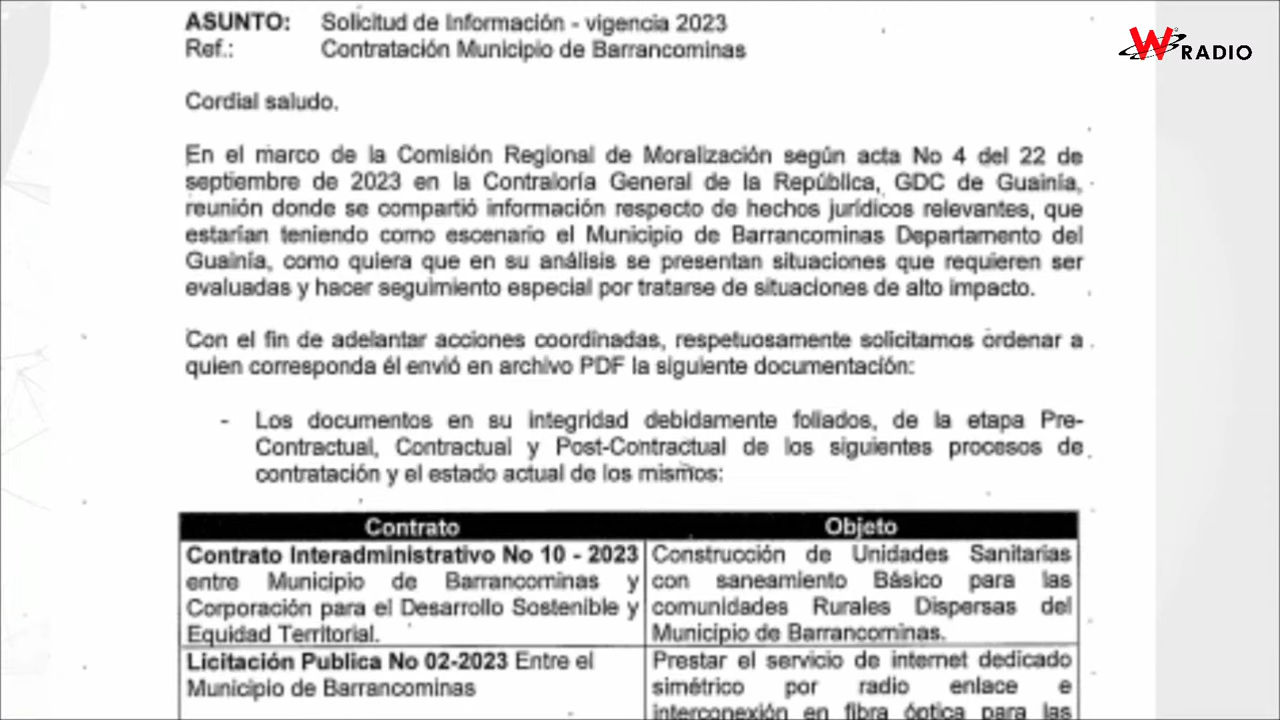 ASUNTO: Solicitud de Información - vigencia 2023
W RADIO
Ref.: Contratación Municipio de Barrancominas
Cordial saludo.
En el marco de la Comisión Regional de Moralización según acta No 4 del 22 de
septiembre de 2023 en la Contraloría General de la República, GDC de Guainía,
reunión donde se compartió información respecto de hechos jurídicos relevantes, que
estarían teniendo como escenario el Municipio de Barrancominas Departamento del
Guainía, como quiera que en su análisis se presentan situaciones que requieren ser
evaluadas y hacer seguimiento especial por tratarse de situaciones de alto impacto.
Con el fin de adelantar acciones coordinadas, respetuosamente solicitamos ordenar a
quien corresponda él envió en archivo PDF la siguiente documentación:
- Los documentos en su integridad debidamente foliados, de la etapa Pre-
Contractual, Contractual y Post-Contractual de los siguientes procesos de
contratación y el estado actual de los mismos:
Contrato Objeto
Contrato Interadministrativo No 10 - 2023
entre Municipio de Barrancominas y
Corporación para el Desarrollo Sostenible y
Equidad Territorial.
Construcción de Unidades Sanitarias
con saneamiento Básico para las
comunidades Rurales Dispersas del
Municipio de Barrancominas.
Licitación Publica No 02-2023 Entre el
Municipio de Barrancominas
Prestar el servicio de internet dedicado
simétrico por radio enlace e
interconexión en fibra óptica para las